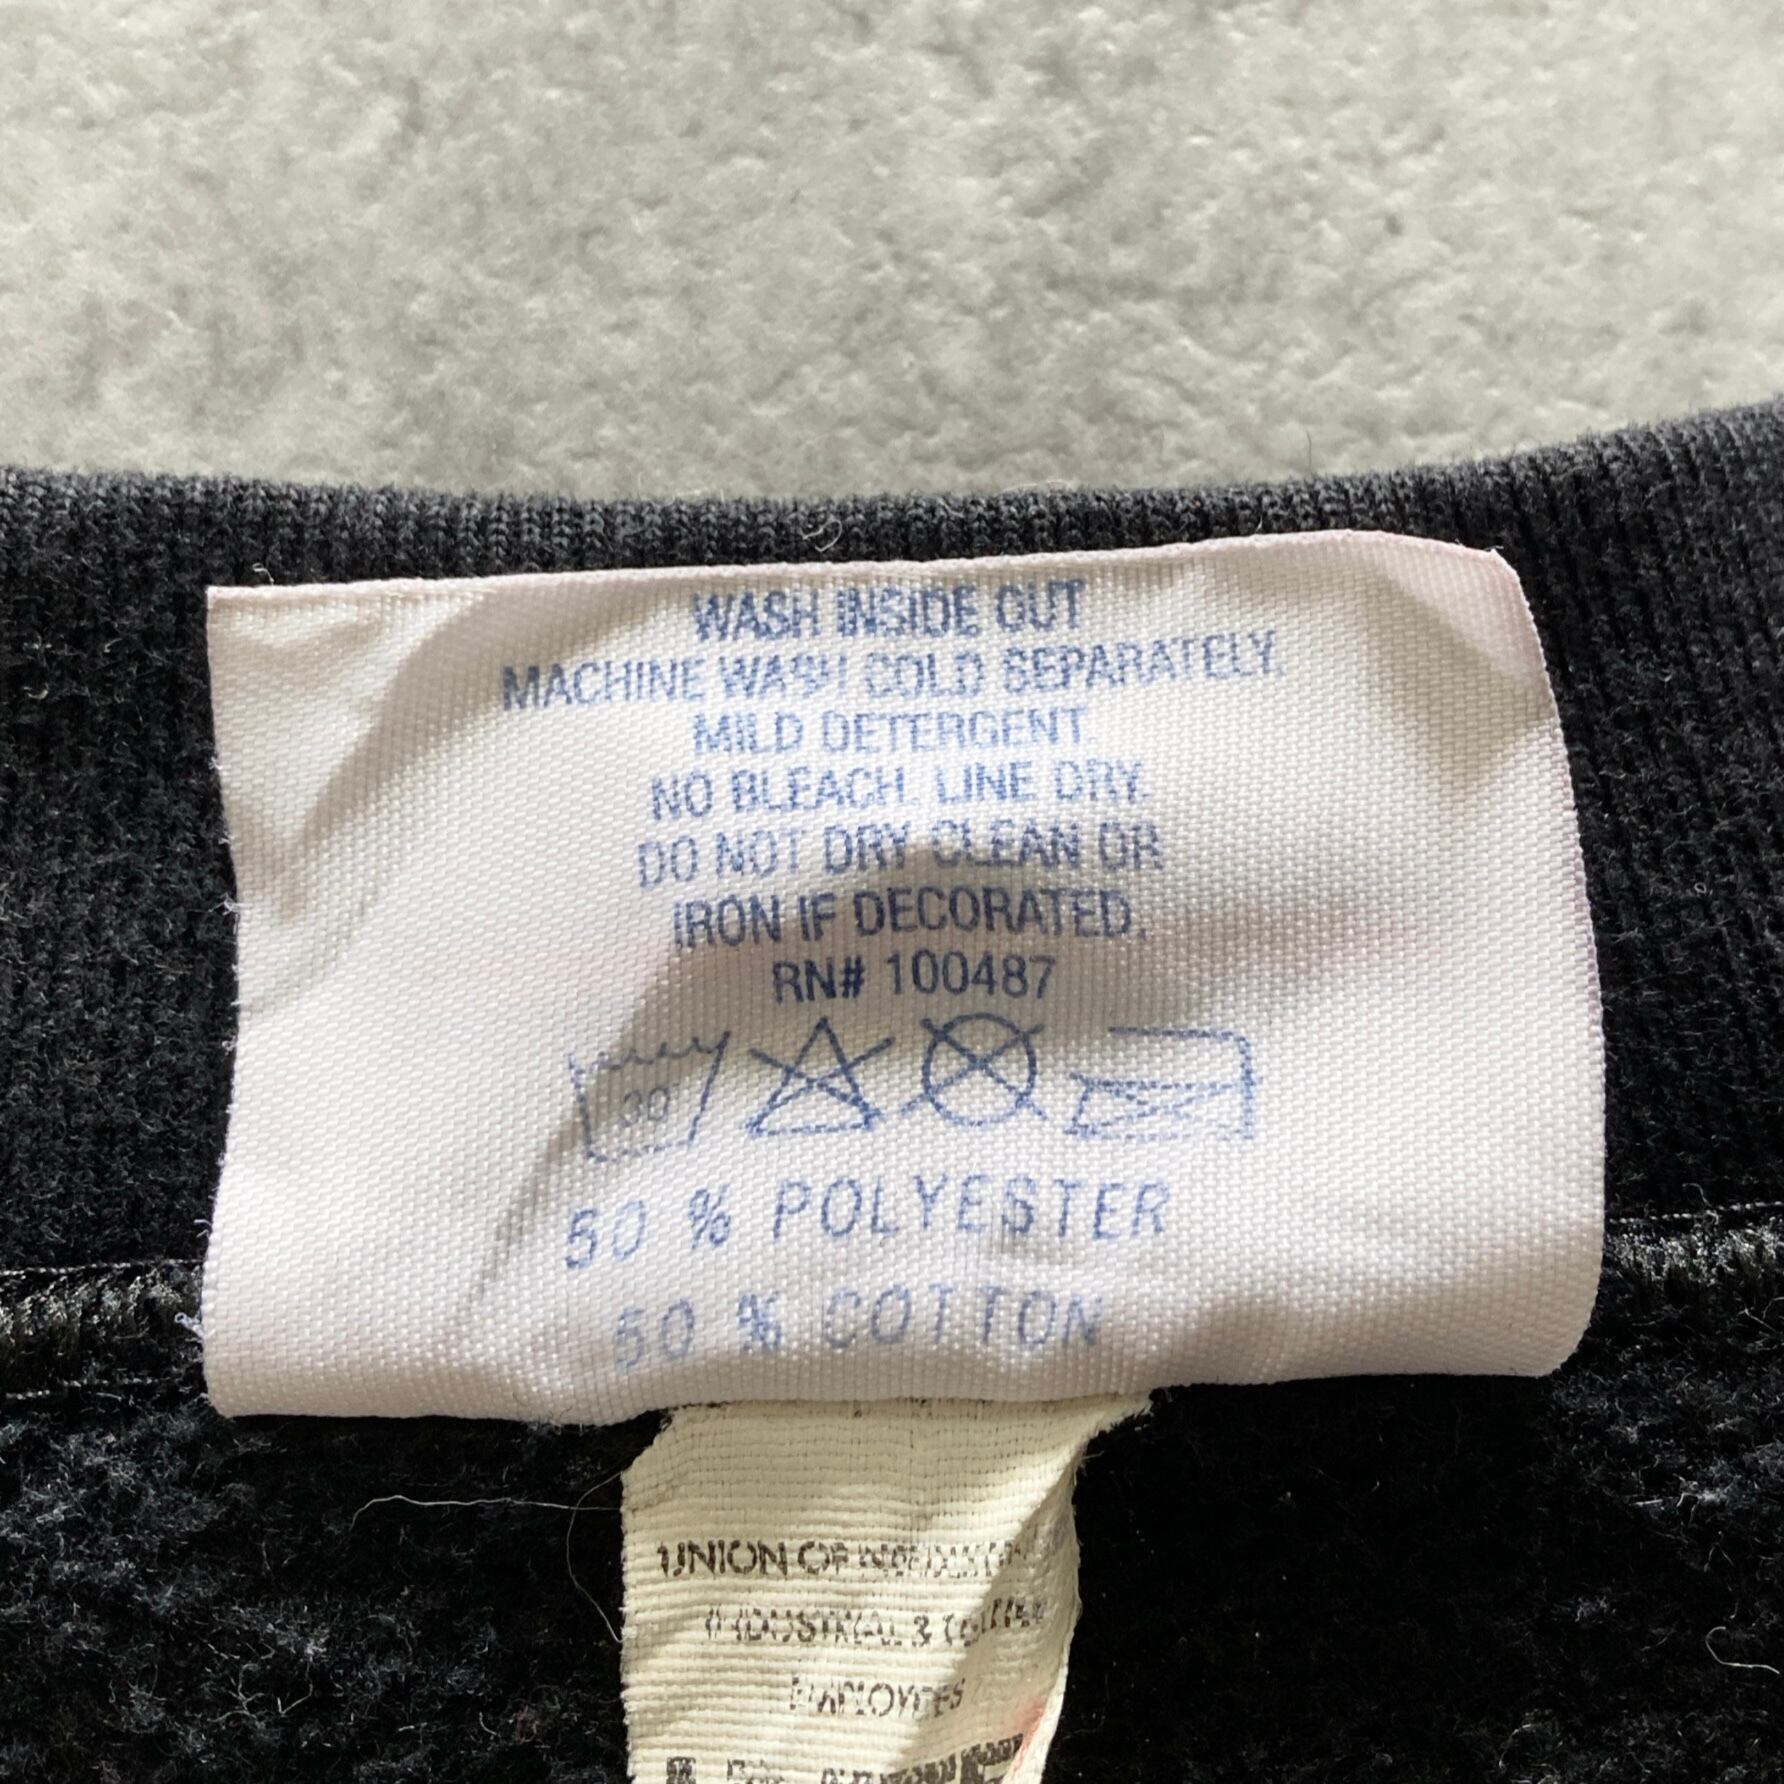 WASH INSIDE OUT
MACHINE WASH COLD SEPARATELY.
MILD DETERGENT.
NO BLEACH. LINE DRY.
DO NOT DRY CLEAN OR
IRON IF DECORATED.
RN# 100487
30
50 % POLYESTER
50 % COTTON
UNION OF
INDUSTRIAL &
EMPLOYEES